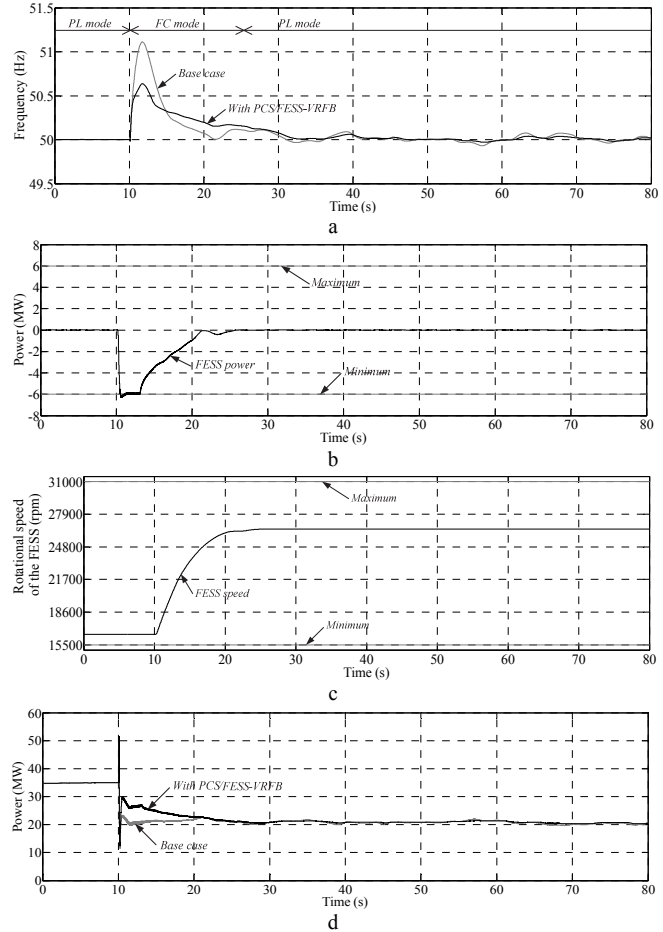 PL mode FC mode PL mode
51.5
51
50.5
50
49.5
Frequency (Hz)
Base case
With PCS/FESS-VRFB
0 10 20 30 40 50 60 70 80
Time (s)
a
8
6
4
2
0
-2
-4
-6
-8
Power (MW)
Maximum
FESS power
Minimum
0 10 20 30 40 50 60 70 80
Time (s)
b
31000
27900
24800
21700
18600
15500
Rotational speed
of the FESS (rpm)
Maximum
FESS speed
Minimum
0 10 20 30 40 50 60 70 80
Time (s)
c
60
50
40
30
20
10
0
Power (MW)
With PCS/FESS-VRFB
Base case
0 10 20 30 40 50 60 70 80
Time (s)
d